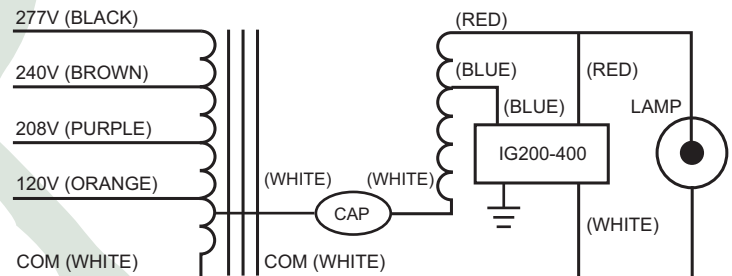 277V (BLACK)
(RED)
240V (BROWN)
(BLUE)
(RED)
(BLUE)
LAMP
208V (PURPLE)
IG200-400
120V (ORANGE)
(WHITE)
(WHITE)
CAP
(WHITE)
COM (WHITE)
COM (WHITE)